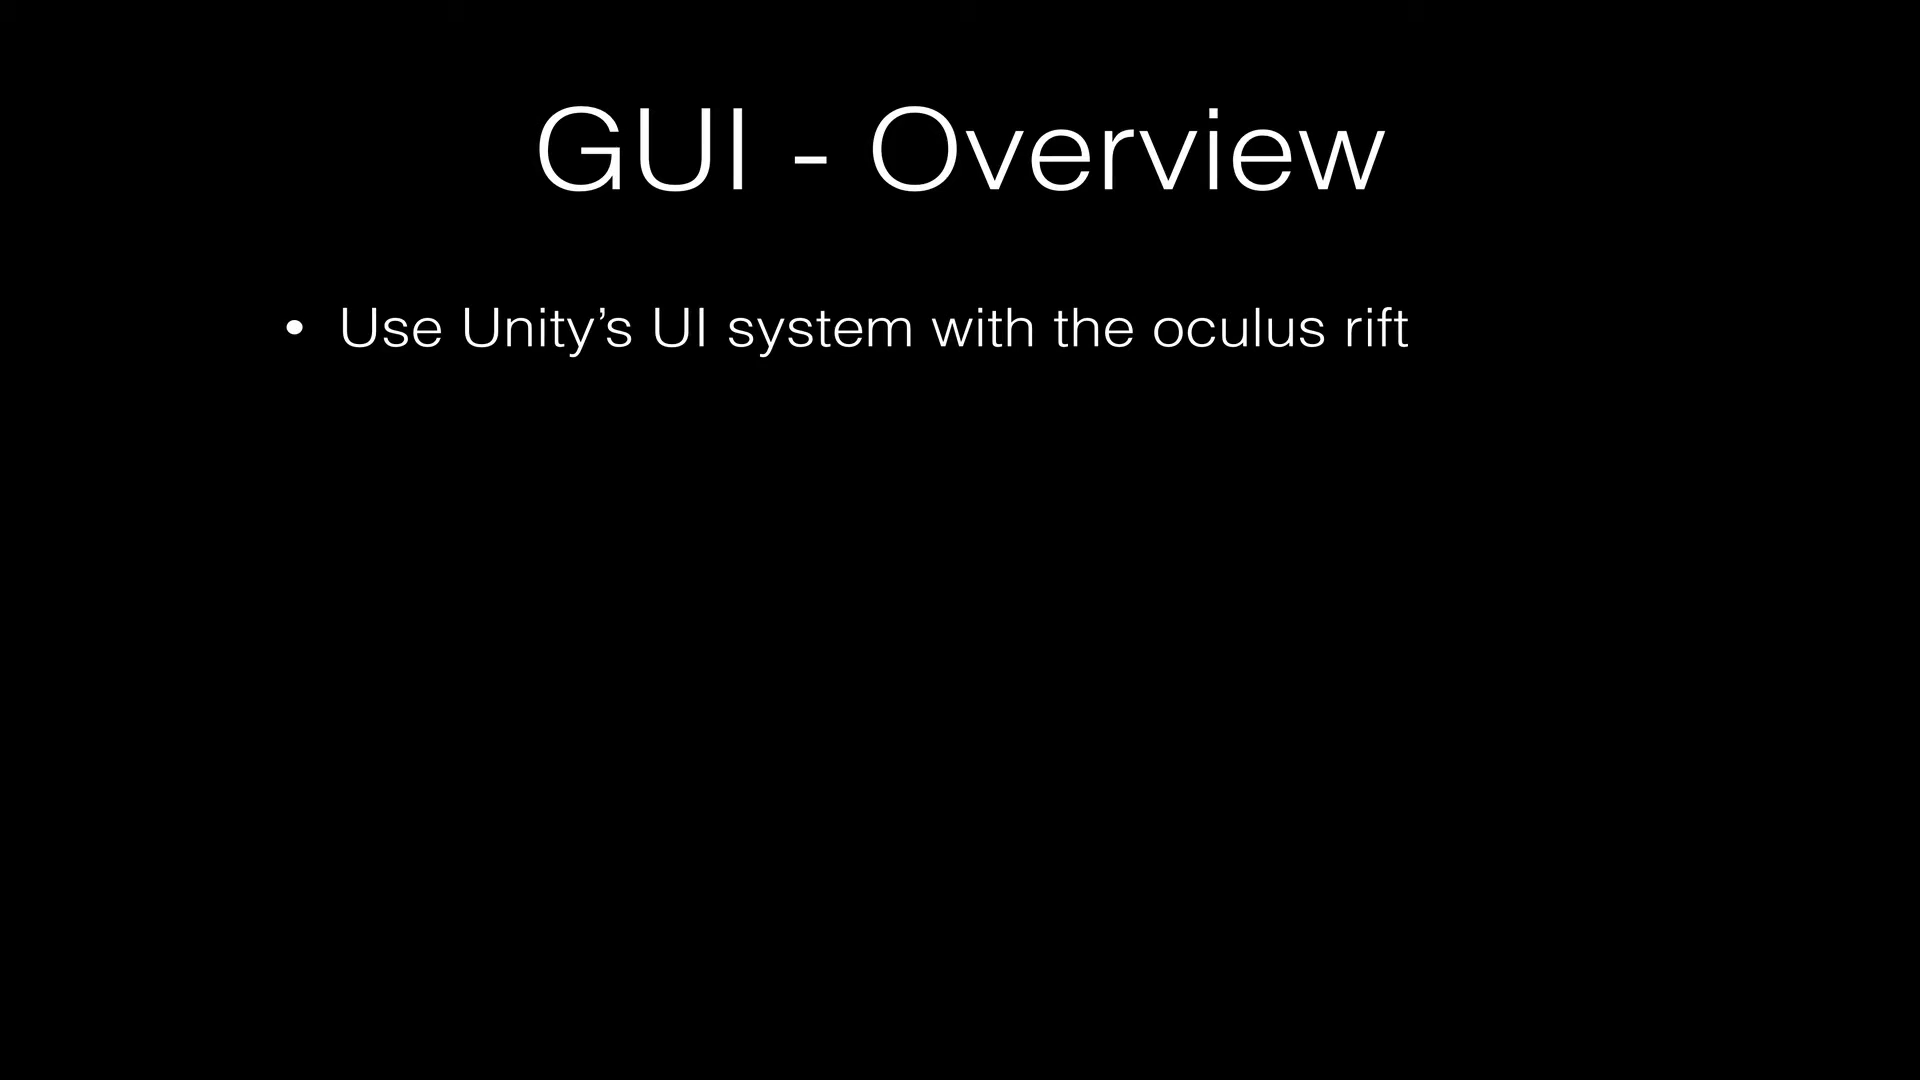 GUI - Overview
• Use Unity’s UI system with the oculus rift